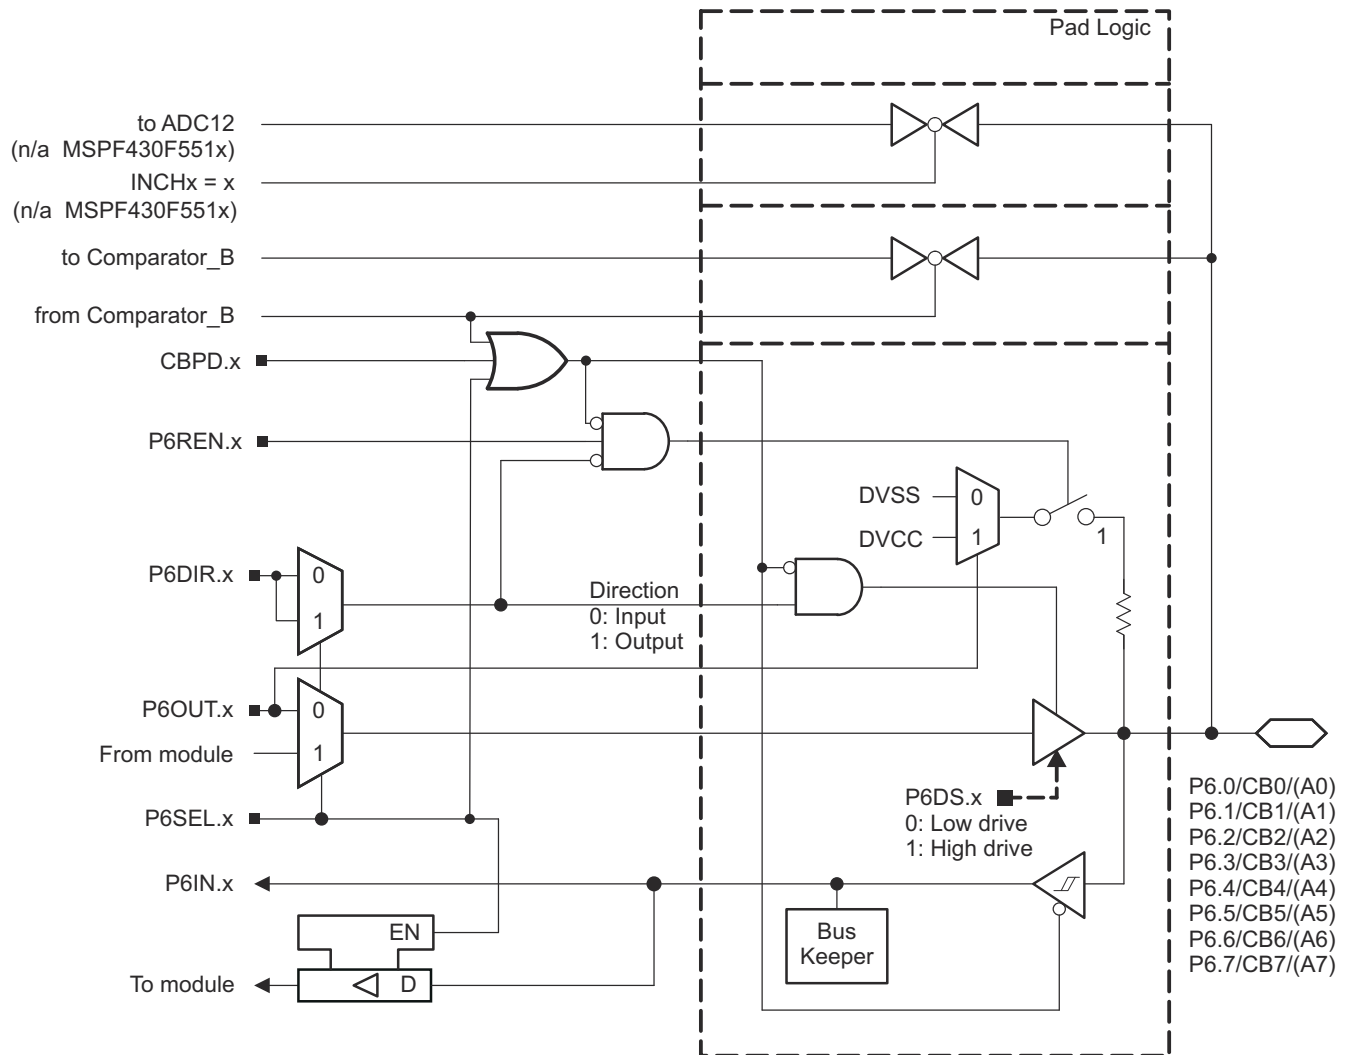 Pad Logic
to ADC12
(n/a MSPF430F551x)
INCHx = x
(n/a MSPF430F551x)
to Comparator_B
from Comparator_B
CBPD.x
P6REN.x
DVSS
0
DVCC
1
1
P6DIR.x
0
1
Direction
0: Input
1: Output
P6OUT.x
0
From module
1
P6SEL.x
P6DS.x
0: Low drive
1: High drive
P6.0/CB0/(A0)
P6.1/CB1/(A1)
P6.2/CB2/(A2)
P6.3/CB3/(A3)
P6.4/CB4/(A4)
P6.5/CB5/(A5)
P6.6/CB6/(A6)
P6.7/CB7/(A7)
P6IN.x
EN
Bus
Keeper
To module
D